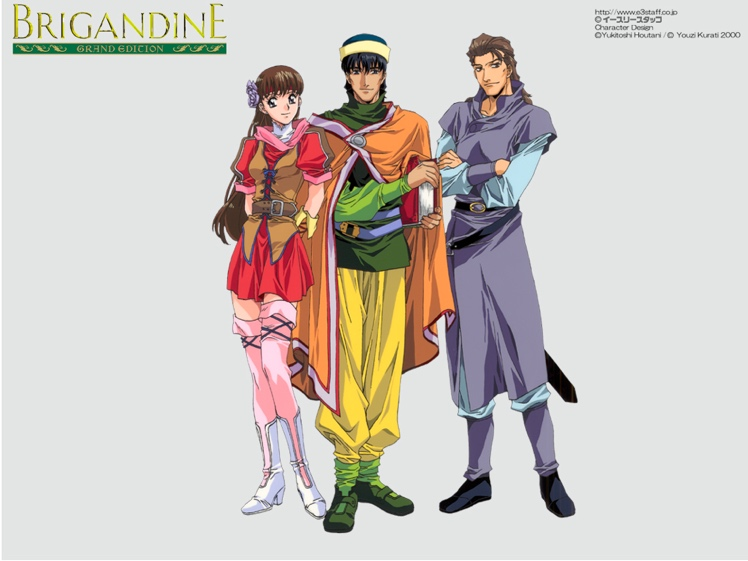 BRIGANDINE
GRAND EDITION
http://www.e3staff.co.jp
© イースリースタッフ
Character Design
©Yukitoshi Houtani / © Youzi Kurati 2000